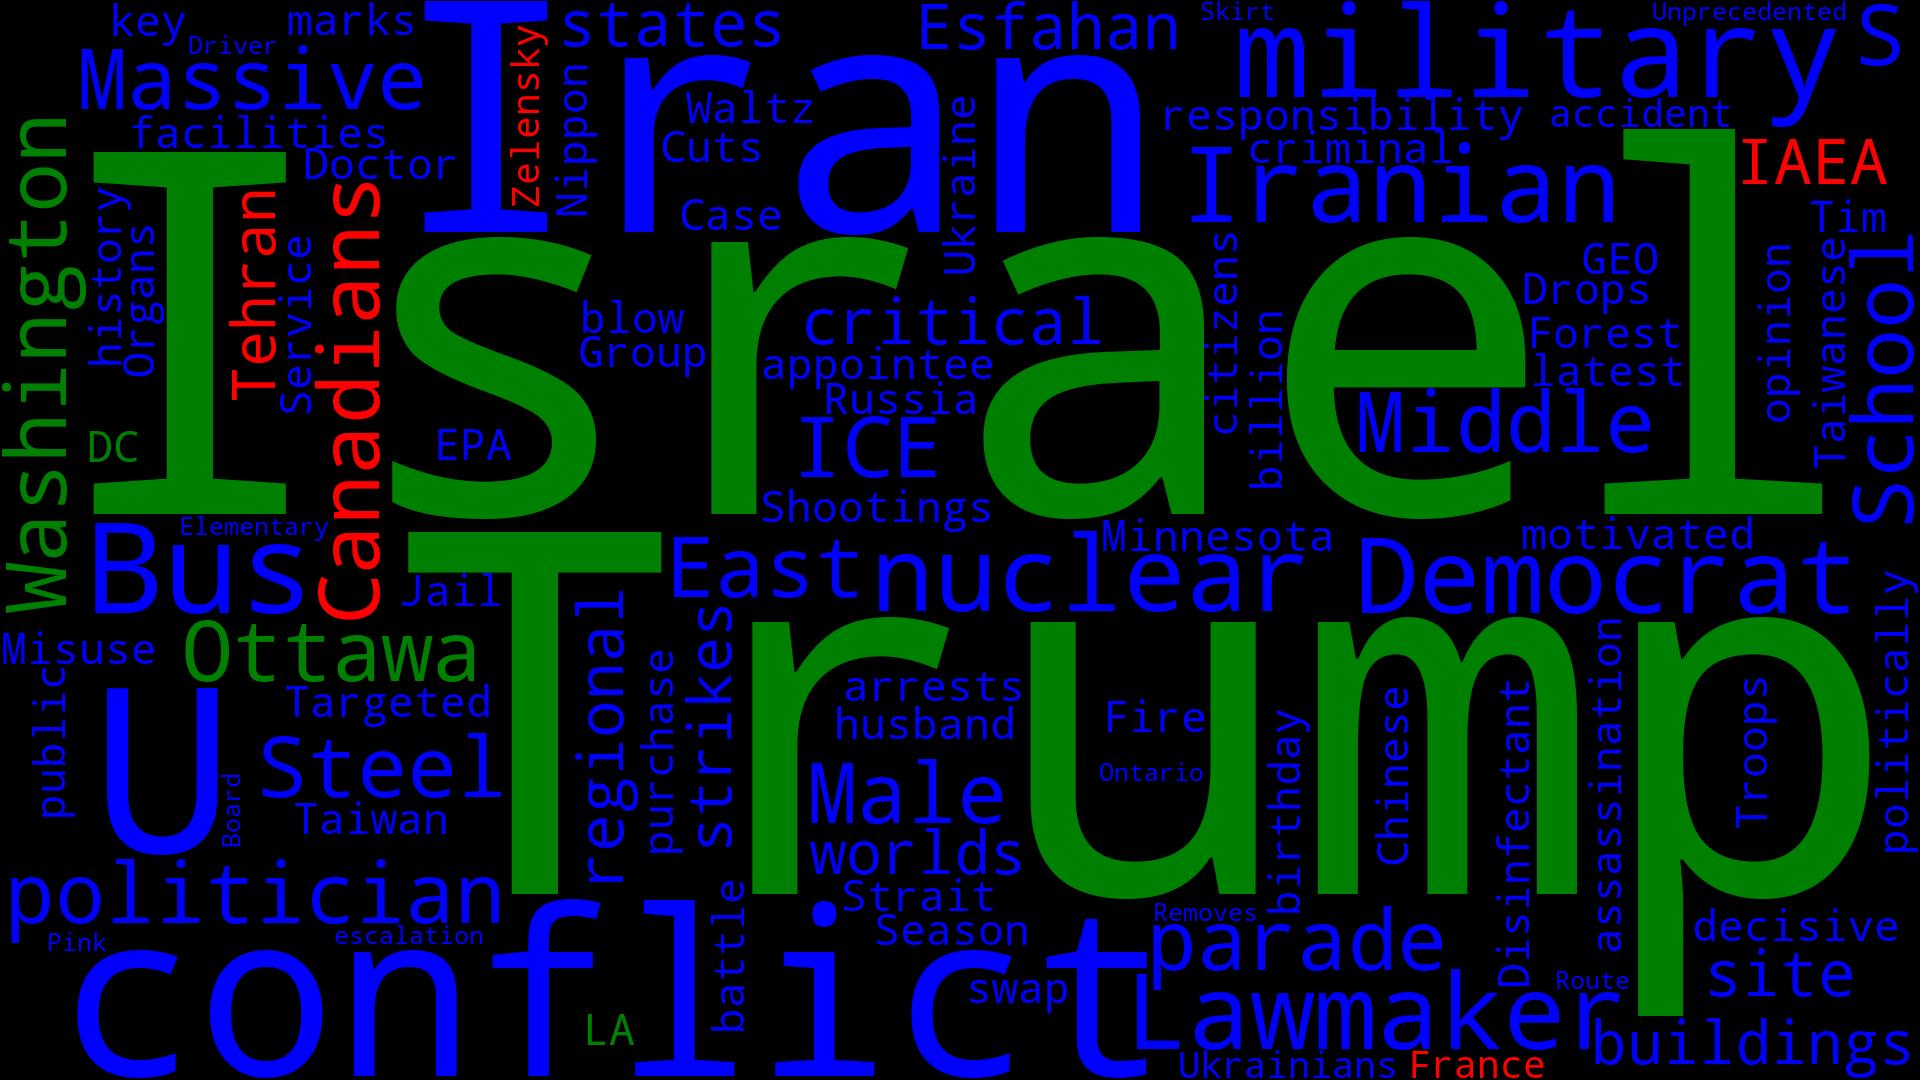 key
marks
states
Esfahan
Skirt
military
Unprecedented
S
Driver
Massive
Iran
Zelensky
Nippon
Waltz
Cuts
Case
Ukraine
responsibility
accident
criminal
Iranian
IAEA
Tim
facilities
Doctor
Washington
history
Organs
Tehran
Service
Canadians
Israel
blow
Group
critical
appointee
Russia
ICE
Shootings
citizens
billion
GEO
Drops
Forest
latest
Middle
opinion
Taiwanese
School
DC
EPA
Elementary
Bus
Jail
East
nuclear
Minnesota
motivated
Democrat
Misuse
Ottawa
public
U
Targeted
Steel
Board
Taiwan
regional
purchase
strikes
Trump
arrests
husband
Male
worlds
Fire
Ontario
birthday
Chinese
Disinfectant
assassination
Troops
politically
politician
Pink
escalation
conflict
LA
battle
Strait
Season
swap
Removes
parade
Lawmaker
Route
decisive
site
buildings
Ukrainians
France